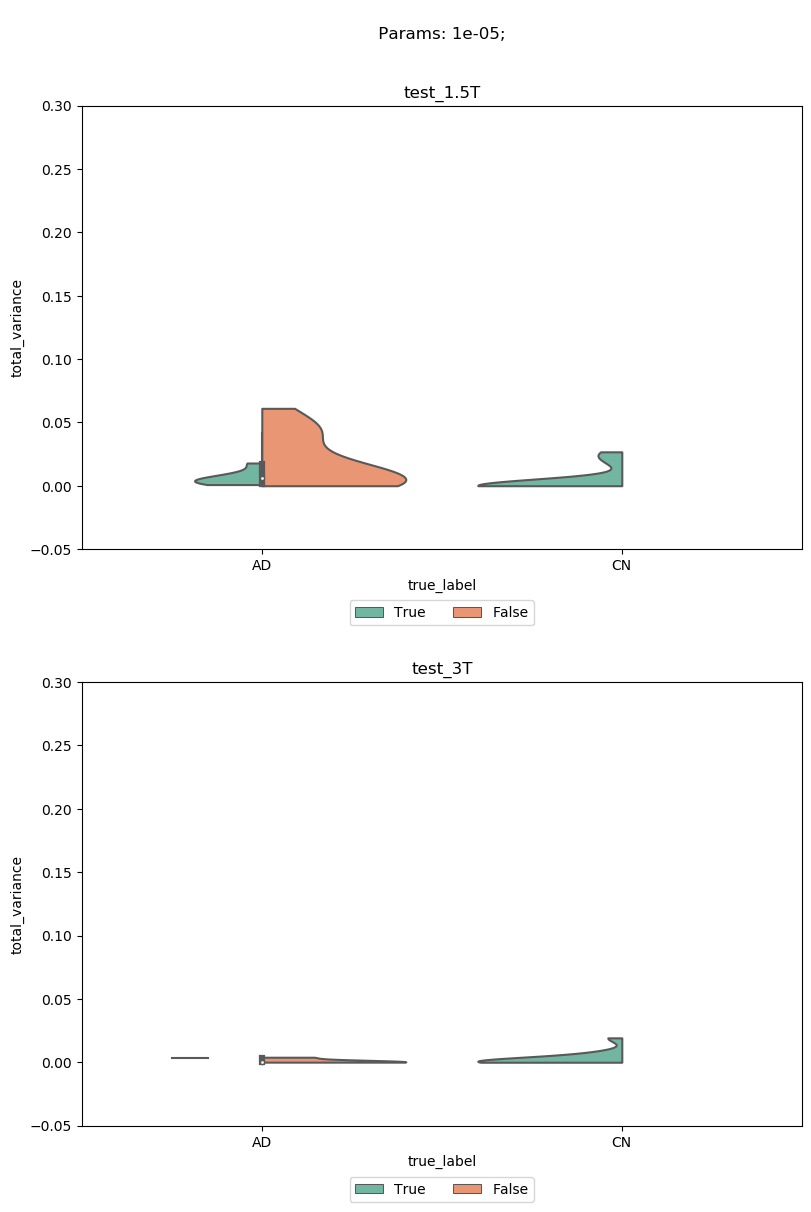 Params: 1e-05;
test_1.5T
0.30
0.25
0.20
0.15
0.10
0.05
0.00
−0.05
total_variance
AD
CN
true_label
True
False
test_3T
0.30
0.25
0.20
0.15
0.10
0.05
0.00
−0.05
total_variance
AD
CN
true_label
True
False